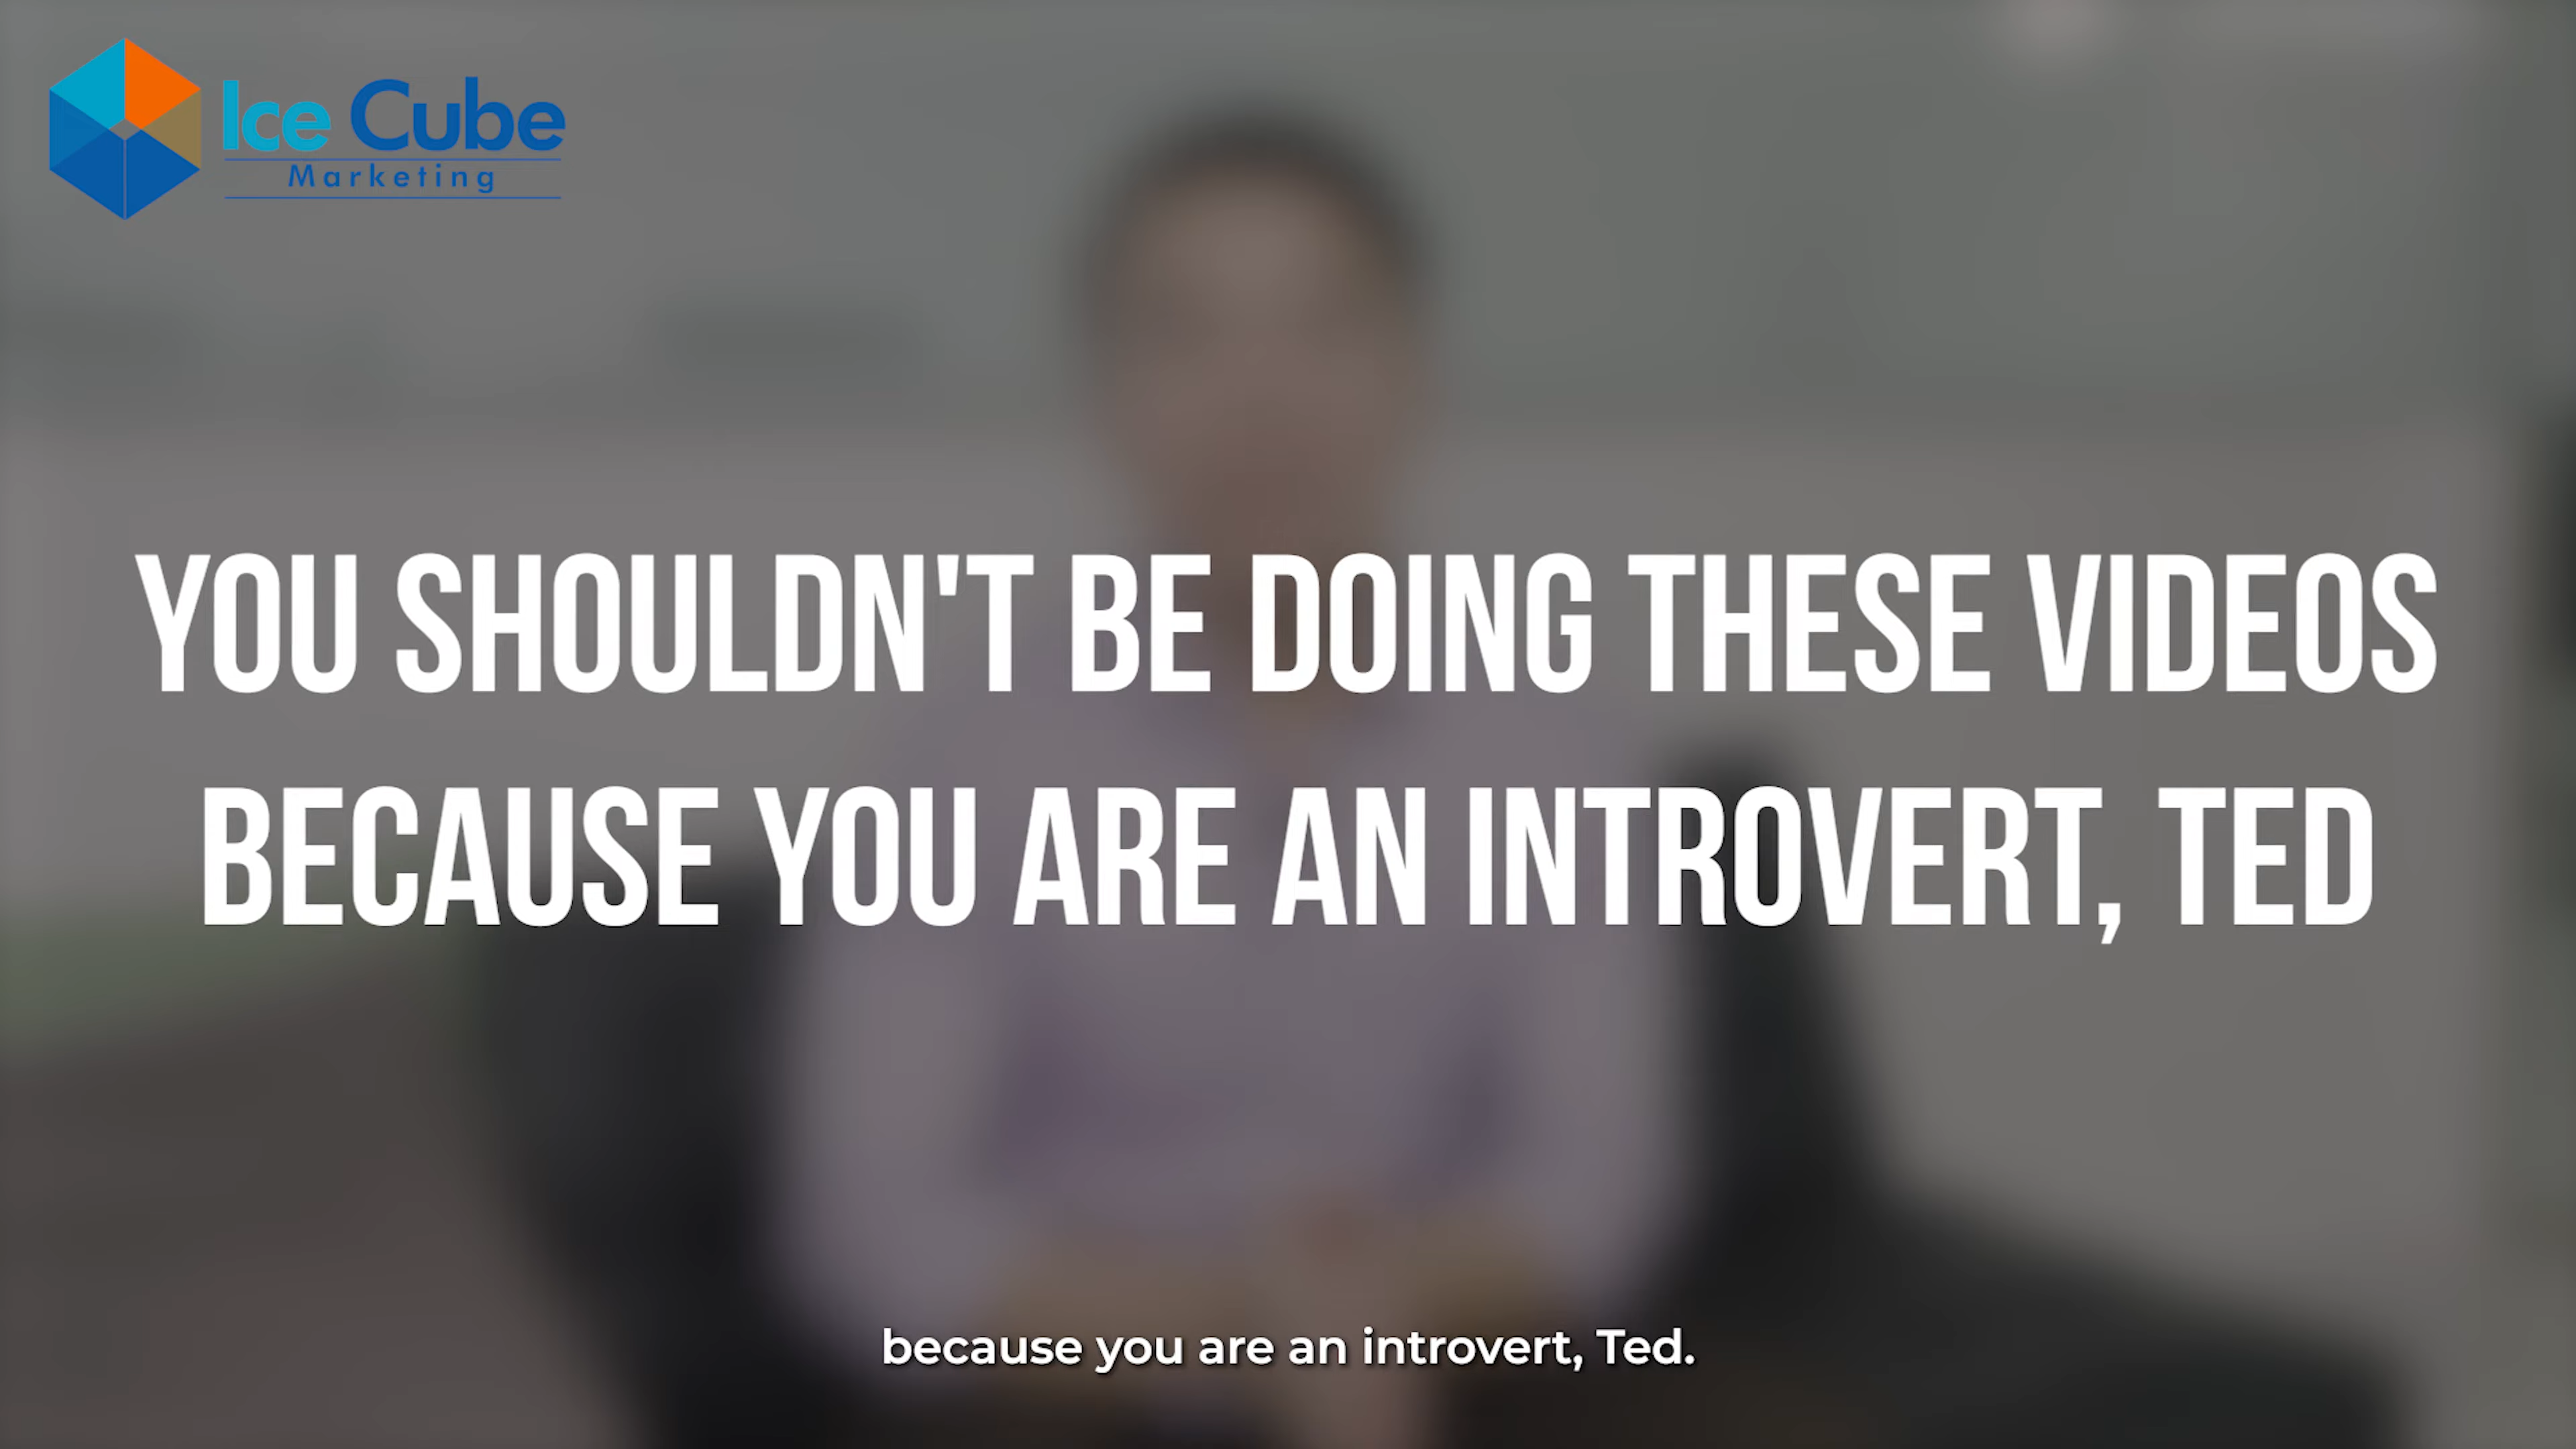 Ice Cube
Marketing
YOU SHOULDN'T BE DOING THESE VIDEOS
BECAUSE YOU ARE AN INTROVERT, TED
because you are an introvert, Ted.